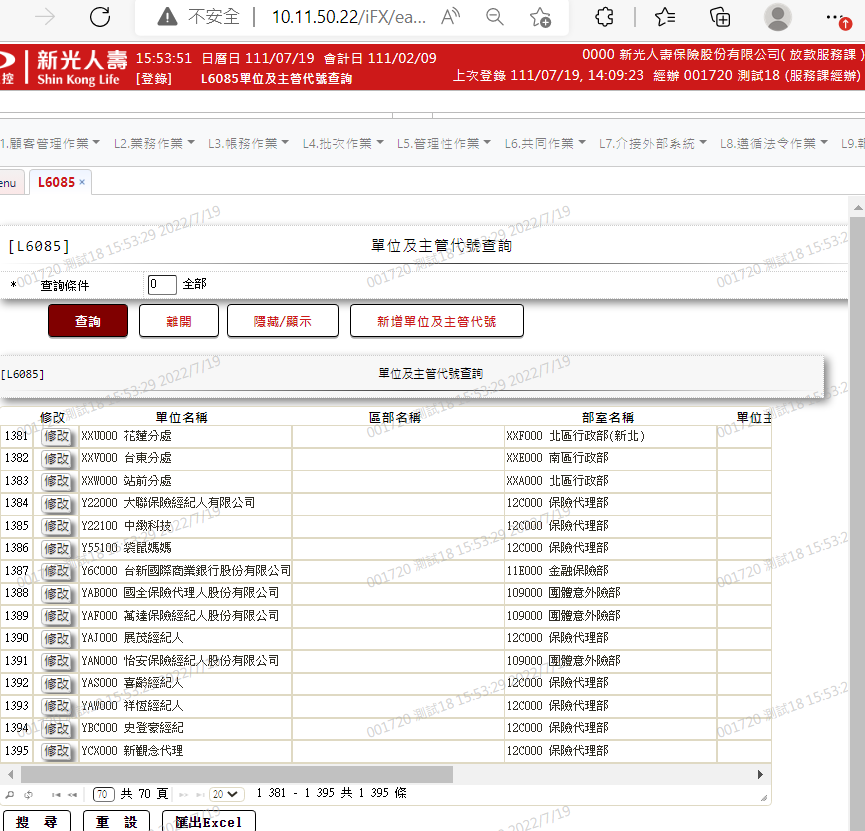 不安全 10.11.50.22/iFX/ea...
新光人壽 Shin Kong Life
15:53:51 日曆日 111/07/19 會計日 111/02/09
[登錄] L6085單位及主管代號查詢
0000 新光人壽保險股份有限公司( 放款服務課 )
上次登錄 111/07/19, 14:09:23 經辦 001720 測試18 (服務課經辦)
1.顧客管理作業 L2.業務作業 L3.帳務作業 L4.批次作業 L5.管理性作業 L6.共同作業 L7.介接外部系統 L8.遵循法令作業 L9.
enu L6085 ×
[L6085] 單位及主管代號查詢
* 查詢條件 0 全部
查詢 離開 隱藏/顯示 新增單位及主管代號
[L6085] 單位及主管代號查詢
修改 單位名稱 區部名稱 部室名稱 單位主
1381 修改 XXU000 花蓮分處 XXF000 北區行政部(新北)
1382 修改 XXV000 台東分處 XXE000 南區行政部
1383 修改 XXW000 站前分處 XXA000 北區行政部
1384 修改 Y22000 大聯保險經紀人有限公司 12C000 保險代理部
1385 修改 Y22100 中緻科技 12C000 保險代理部
1386 修改 Y55100 袋鼠媽媽 12C000 保險代理部
1387 修改 Y6C000 台新國際商業銀行股份有限公司 11E000 金融保險部
1388 修改 YAB000 國全保險代理人股份有限公司 109000 團體意外險部
1389 修改 YAF000 萬達保險經紀人股份有限公司 109000 團體意外險部
1390 修改 YAJ000 展茂經紀人 12C000 保險代理部
1391 修改 YAN000 怡安保險經紀人股份有限公司 109000 團體意外險部
1392 修改 YAS000 喜齡經紀人 12C000 保險代理部
1393 修改 YAW000 祥恆經紀人 12C000 保險代理部
1394 修改 YBC000 史登豪經紀 12C000 保險代理部
1395 修改 YCX000 新觀念代理 12C000 保險代理部
70 共 70 頁 20 1 381 - 1 395 共 1 395 條
搜 尋 重 設 匯出Excel
001720 測試18 15:53:29 2022/7/19